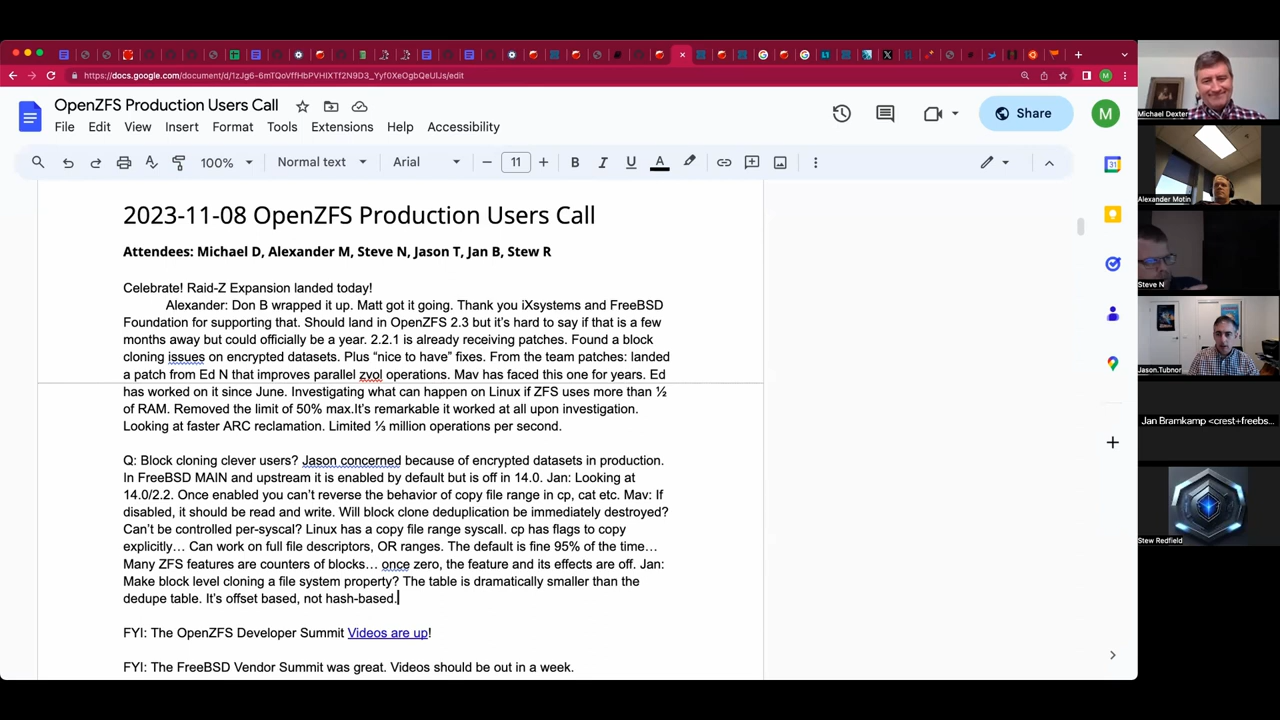 https://docs.google.com/document/d/1zJg6-6mTQoVffHbPVHIXTf2N9D3_Yyf0XeOgbQeUIJs/edit
OpenZFS Production Users Call
File Edit View Insert Format Tools Extensions Help Accessibility
Share
M
100% Normal text Arial 11
2023-11-08 OpenZFS Production Users Call
Attendees: Michael D, Alexander M, Steve N, Jason T, Jan B, Stew R
Celebrate! Raid-Z Expansion landed today!
Alexander: Don B wrapped it up. Matt got it going. Thank you iXsystems and FreeBSD
Foundation for supporting that. Should land in OpenZFS 2.3 but it's hard to say if that is a few
months away but could officially be a year. 2.2.1 is already receiving patches. Found a block
cloning issues on encrypted datasets. Plus "nice to have" fixes. From the team patches: landed
a patch from Ed N that improves parallel zvol operations. Mav has faced this one for years. Ed
has worked on it since June. Investigating what can happen on Linux if ZFS uses more than ½
of RAM. Removed the limit of 50% max.It's remarkable it worked at all upon investigation.
Looking at faster ARC reclamation. Limited ⅓ million operations per second.
Q: Block cloning clever users? Jason concerned because of encrypted datasets in production.
In FreeBSD MAIN and upstream it is enabled by default but is off in 14.0. Jan: Looking at
14.0/2.2. Once enabled you can't reverse the behavior of copy file range in cp, cat etc. Mav: If
disabled, it should be read and write. Will block clone deduplication be immediately destroyed?
Can't be controlled per-syscal? Linux has a copy file range syscall. cp has flags to copy
explicitly… Can work on full file descriptors, OR ranges. The default is fine 95% of the time…
Many ZFS features are counters of blocks… once zero, the feature and its effects are off. Jan:
Make block level cloning a file system property? The table is dramatically smaller than the
dedupe table. It's offset based, not hash-based.
FYI: The OpenZFS Developer Summit Videos are up!
FYI: The FreeBSD Vendor Summit was great. Videos should be out in a week.
Michael Dexter
Alexander Motin
Steve N
Jason.Tubnor
Jan Bramkamp <crest+freebs...
Stew Redfield